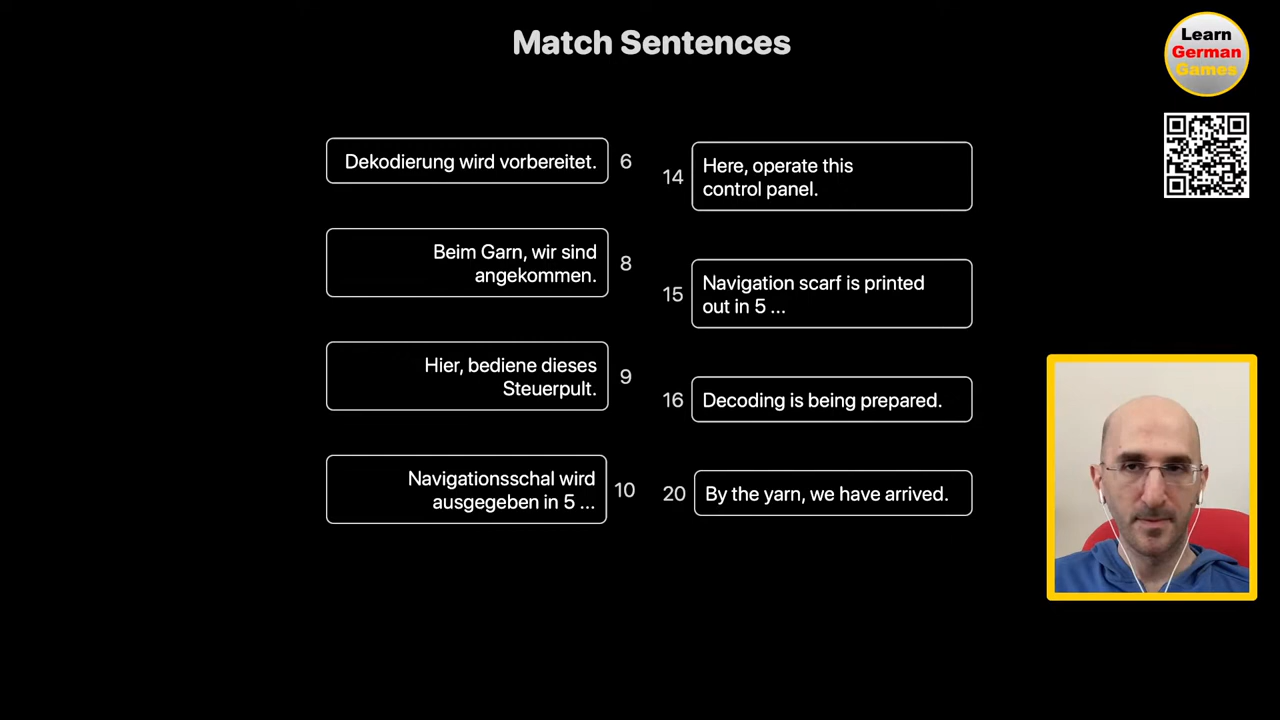 Match Sentences
Learn
German
Games
Dekodierung wird vorbereitet.
6
Beim Garn, wir sind
angekommen.
8
Hier, bediene dieses
Steuerpult.
9
Navigationsschal wird
ausgegeben in 5 ...
10
14
Here, operate this
control panel.
15
Navigation scarf is printed
out in 5 ...
16
Decoding is being prepared.
20
By the yarn, we have arrived.